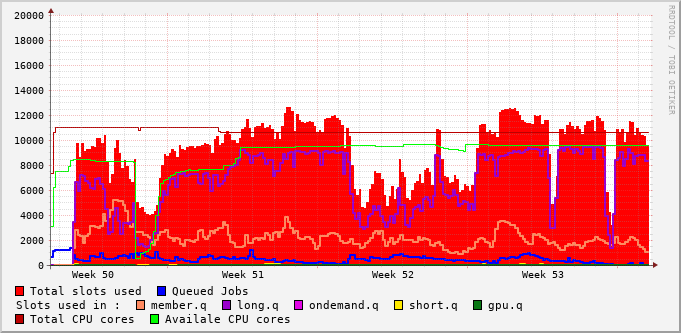 20000
18000
16000
14000
12000
10000
8000
6000
4000
2000
0
Week 50 Week 51 Week 52 Week 53
Total slots used Queued Jobs
Slots used in : member.q long.q ondemand.q short.q gpu.q
Total CPU cores Availale CPU cores
RRDTOOL / TOBI OETIKER